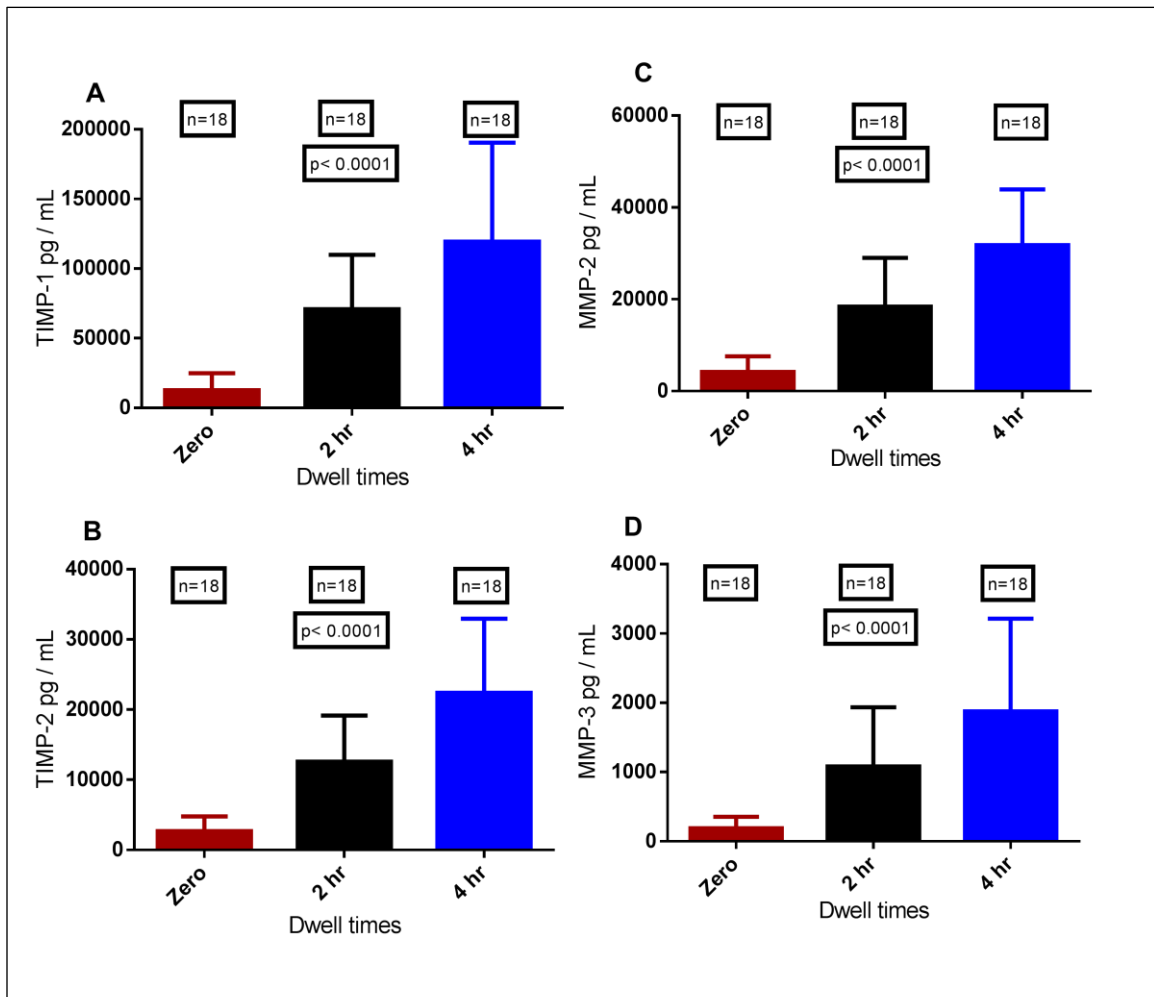 A
n=18
n=18
n=18
p< 0.0001
200000
150000
100000
50000
0
TIMP-1 pg / mL
Zero
2 hr
4 hr
Dwell times
C
n=18
n=18
n=18
p< 0.0001
60000
40000
20000
0
MMP-2 pg / mL
Zero
2 hr
4 hr
Dwell times
B
n=18
n=18
n=18
p< 0.0001
40000
30000
20000
10000
0
TIMP-2 pg / mL
Zero
2 hr
4 hr
Dwell times
D
n=18
n=18
n=18
p< 0.0001
4000
3000
2000
1000
0
MMP-3 pg / mL
Zero
2 hr
4 hr
Dwell times